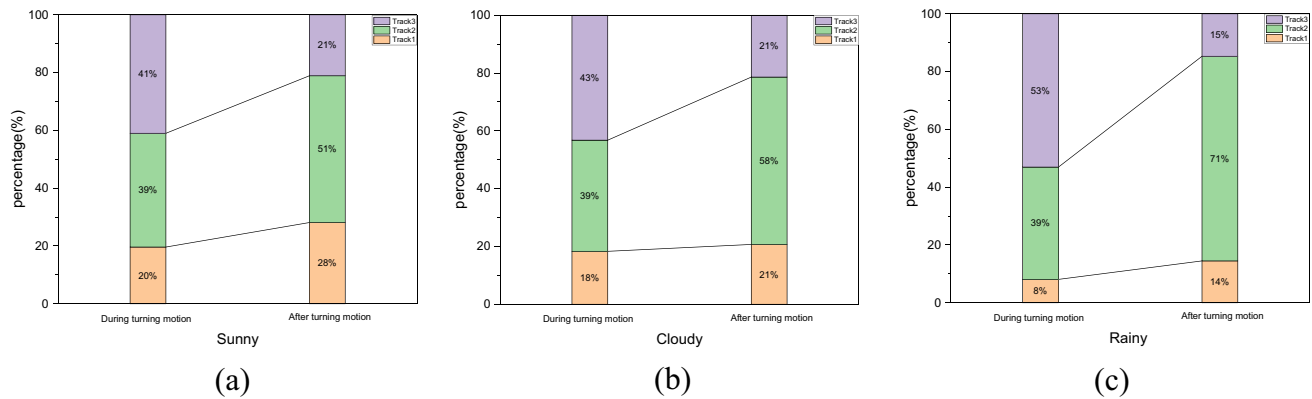 100
80
60
40
20
0
percentage(%)
Track3
Track2
Track1
41%
39%
20%
21%
51%
28%
During turning motion
After turning motion
Sunny
(a)
100
80
60
40
20
0
percentage(%)
Track3
Track2
Track1
43%
39%
18%
21%
58%
21%
During turning motion
After turning motion
Cloudy
(b)
100
80
60
40
20
0
percentage(%)
Track3
Track2
Track1
53%
39%
8%
15%
71%
14%
During turning motion
After turning motion
Rainy
(c)